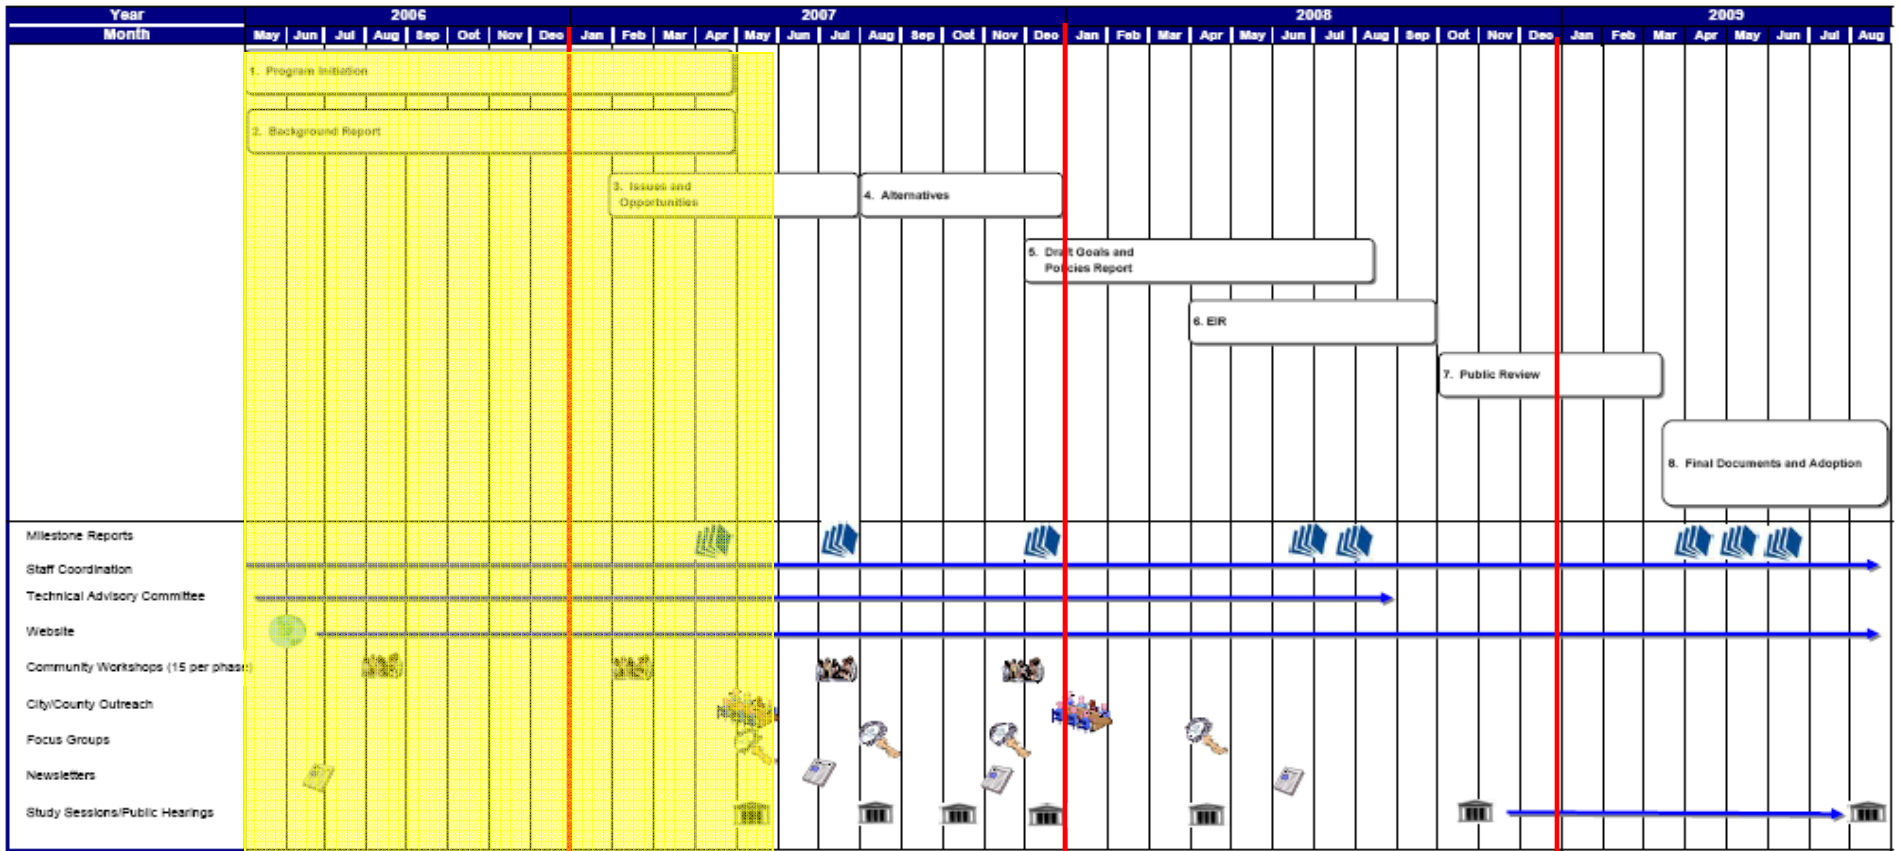 Year 2006 2007 2008 2009
Month May Jun Jul Aug Sep Oct Nov Dec Jan Feb Mar Apr May Jun Jul Aug Sep Oct Nov Dec Jan Feb Mar Apr May Jun Jul Aug Sep Oct Nov Dec Jan Feb Mar Apr May Jun Jul Aug
1. Program Initiation
2. Background Report
3. Issues and
Opportunities
4. Alternatives
5. Draft Goals and
Policies Report
6. EIR
7. Public Review
8. Final Documents and Adoption
Milestone Reports
Staff Coordination
Technical Advisory Committee
Website
Community Workshops (15 per phase)
City/County Outreach
Focus Groups
Newsletters
Study Sessions/Public Hearings